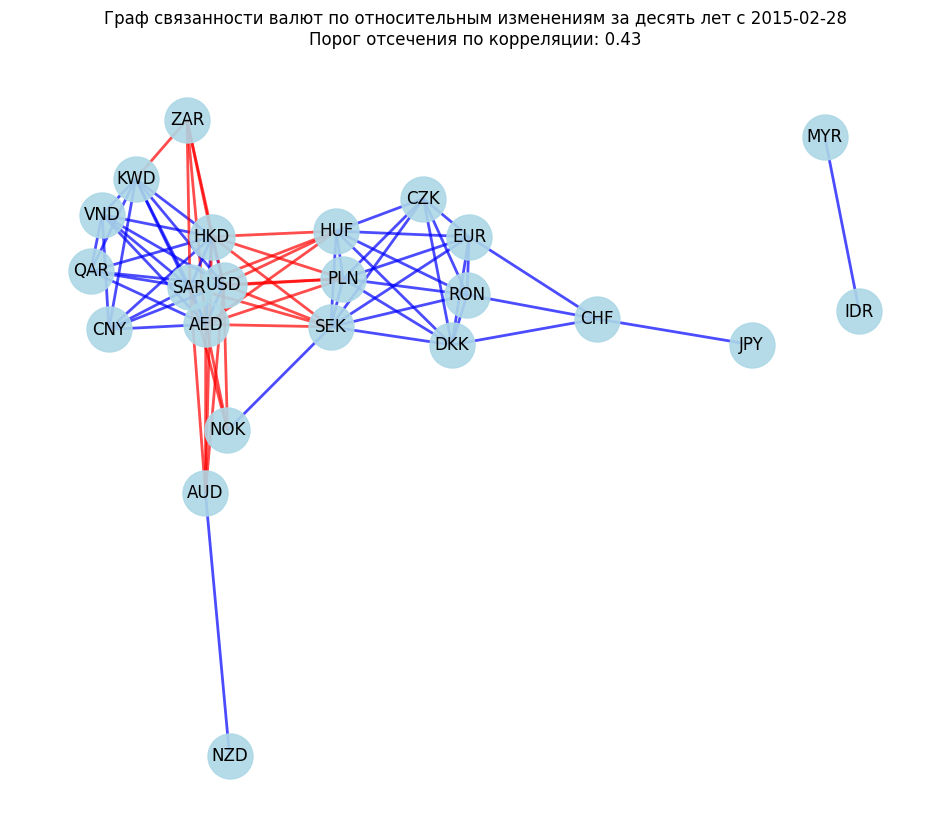 Граф связанности валют по относительным изменениям за десять лет с 2015-02-28
Порог отсечения по корреляции: 0.43
ZAR
MYR
KWD
CZK
VND
HKD
HUF
EUR
QAR
SAR
USD
PLN
RON
IDR
CNY
AED
SEK
DKK
CHF
JPY
NOK
AUD
NZD